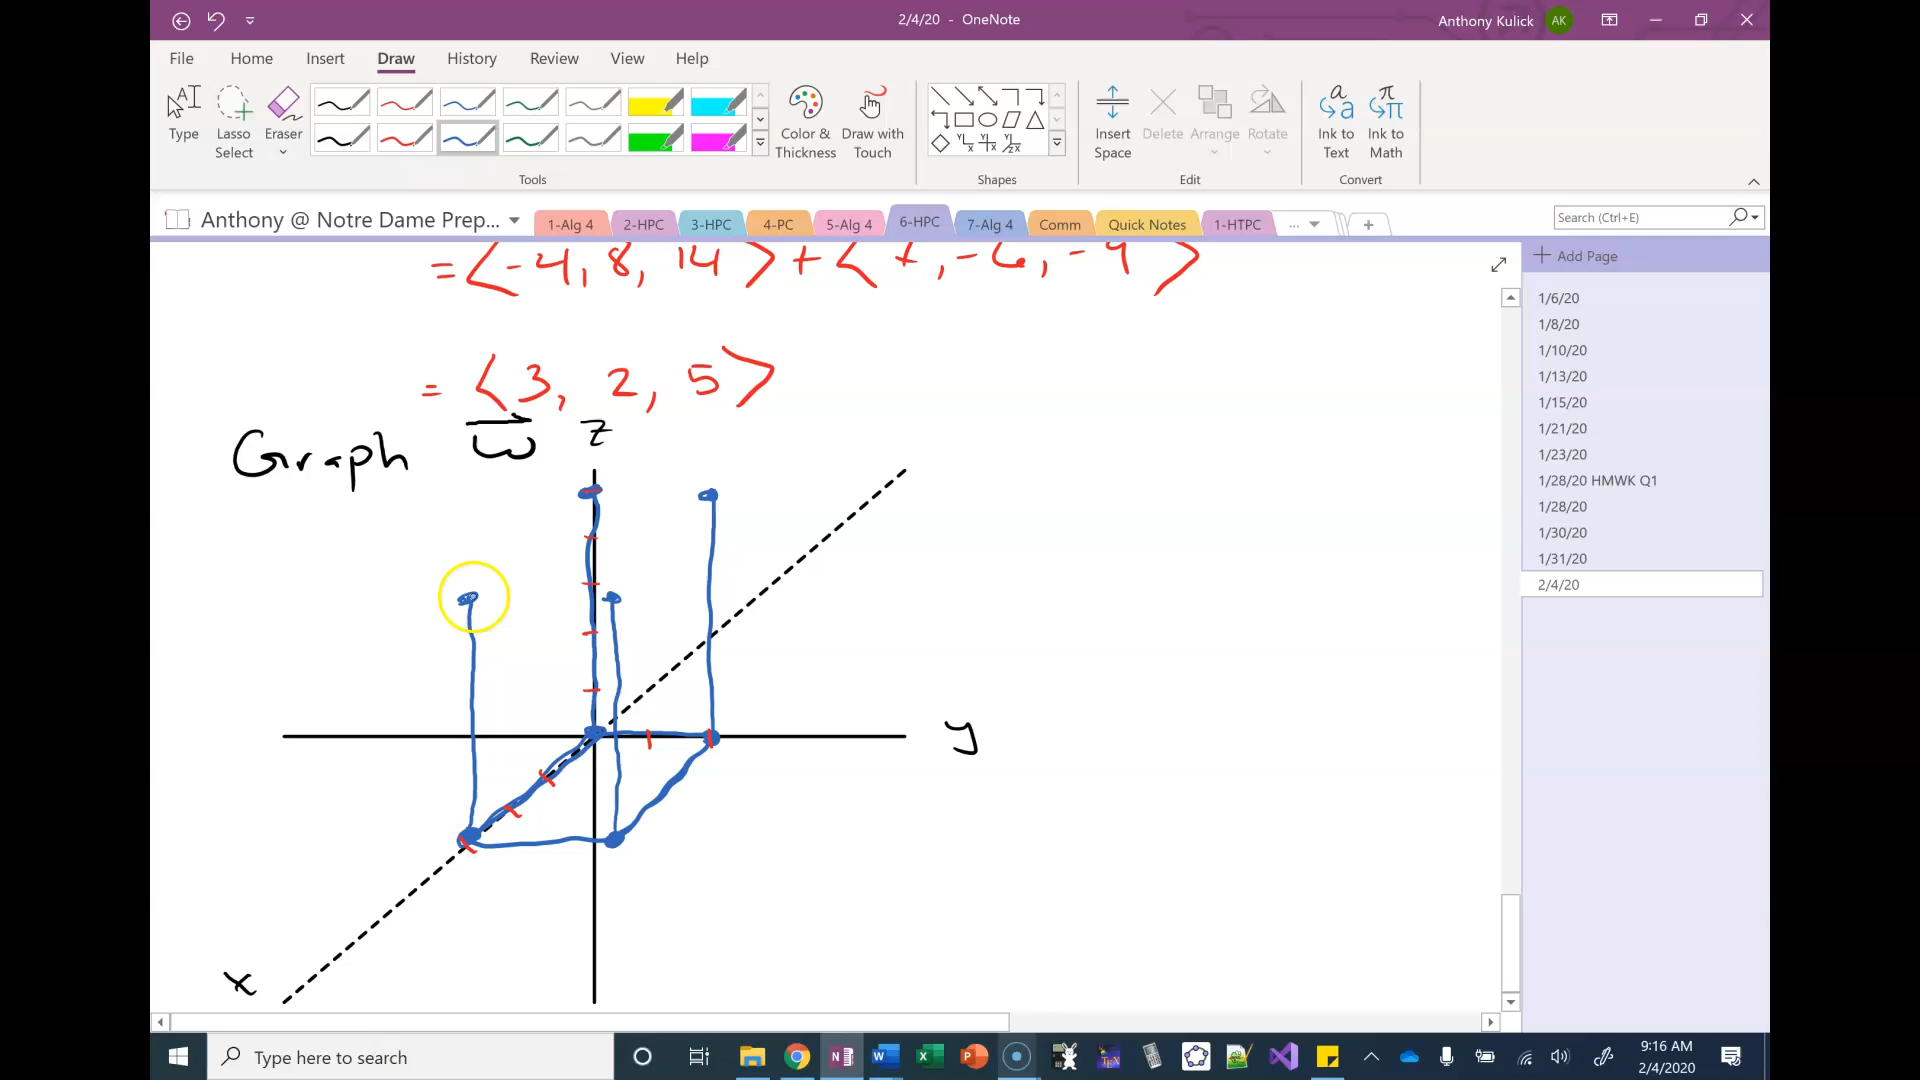 2/4/20 - OneNote
Anthony Kulick AK
File Home Insert Draw History Review View Help
Type
Lasso Select
Eraser
Color & Thickness
Draw with Touch
Insert Space
Delete
Arrange
Rotate
Ink to Text
Ink to Math
Tools Shapes Edit Convert
Anthony @ Notre Dame Prep...
1-Alg 4 2-HPC 3-HPC 4-PC 5-Alg 4 6-HPC 7-Alg 4 Comm Quick Notes 1-HTPC ...
Search (Ctrl+E)
Add Page
1/6/20
1/8/20
1/10/20
1/13/20
1/15/20
1/21/20
1/23/20
1/28/20 HMWK Q1
1/28/20
1/30/20
1/31/20
2/4/20
= ⟨-4, 8, 14⟩ + ⟨ , -6, -9⟩
= ⟨3, 2, 5⟩
Graph w
z
y
x
Type here to search
9:16 AM
2/4/2020